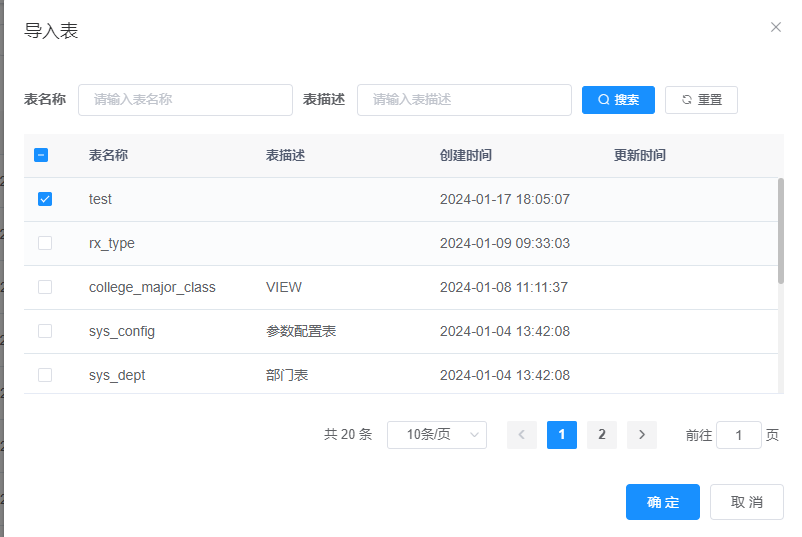 导入表
表名称 请输入表名称 表描述 请输入表描述 搜索 重置
表名称 表描述 创建时间 更新时间
test 2024-01-17 18:05:07
rx_type 2024-01-09 09:33:03
college_major_class VIEW 2024-01-08 11:11:37
sys_config 参数配置表 2024-01-04 13:42:08
sys_dept 部门表 2024-01-04 13:42:08
共 20 条 10条/页 1 2 前往 1 页
确 定 取 消